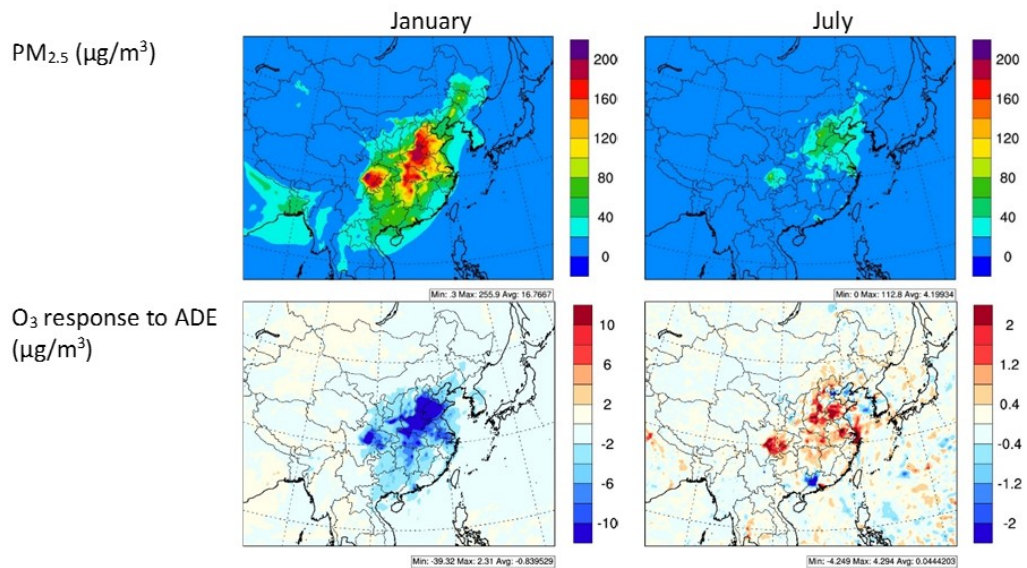 January
July
PM2.5 (µg/m³)
200
160
120
80
40
0
200
160
120
80
40
0
Min: .3 Max: 255.9 Avg: 16.7667
Min: 0 Max: 112.8 Avg: 4.19934
O3 response to ADE
(µg/m³)
10
6
2
-2
-6
-10
2
1.2
0.4
-0.4
-1.2
-2
Min: -39.32 Max: 2.31 Avg: -0.839529
Min: -4.249 Max: 4.294 Avg: 0.0444203